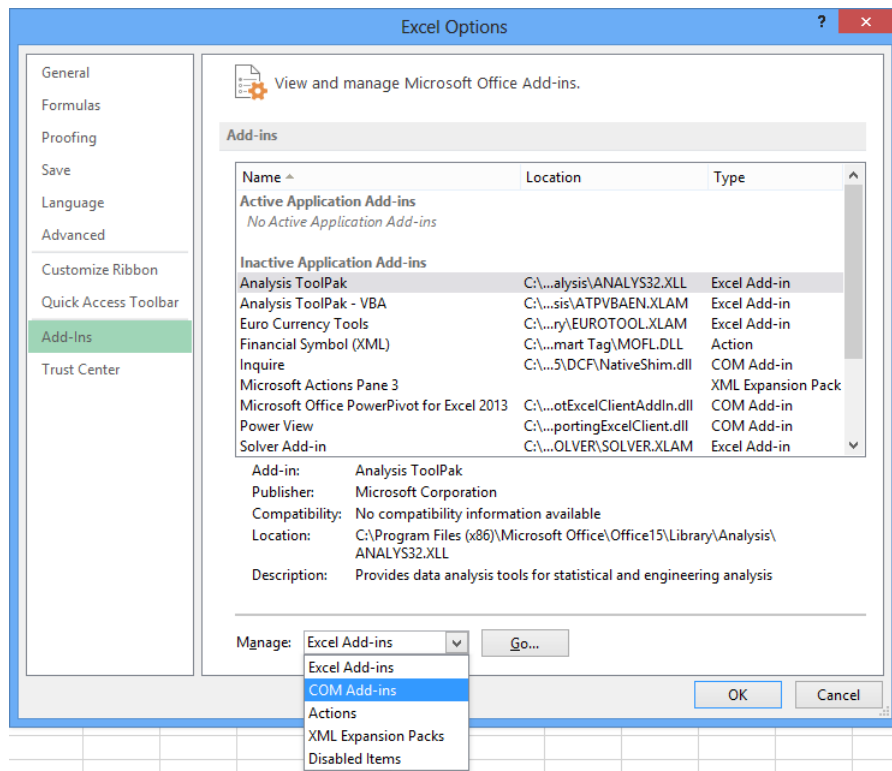 Excel Options
?
General
Formulas
Proofing
Save
Language
Advanced
Customize Ribbon
Quick Access Toolbar
Add-Ins
Trust Center
View and manage Microsoft Office Add-ins.
Add-ins
Name Location Type
Active Application Add-ins
No Active Application Add-ins
Inactive Application Add-ins
Analysis ToolPak C:\...alysis\ANALYS32.XLL Excel Add-in
Analysis ToolPak - VBA C:\...sis\ATPVBAEN.XLAM Excel Add-in
Euro Currency Tools C:\...ry\EUROTOOL.XLAM Excel Add-in
Financial Symbol (XML) C:\...mart Tag\MOFL.DLL Action
Inquire C:\...5\DCF\NativeShim.dll COM Add-in
Microsoft Actions Pane 3 XML Expansion Pack
Microsoft Office PowerPivot for Excel 2013 C:\...otExcelClientAddIn.dll COM Add-in
Power View C:\...portingExcelClient.dll COM Add-in
Solver Add-in C:\...OLVER\SOLVER.XLAM Excel Add-in
Add-in: Analysis ToolPak
Publisher: Microsoft Corporation
Compatibility: No compatibility information available
Location: C:\Program Files (x86)\Microsoft Office\Office15\Library\Analysis\
ANALYS32.XLL
Description: Provides data analysis tools for statistical and engineering analysis
Manage: Excel Add-ins Go...
Excel Add-ins
COM Add-ins
Actions
XML Expansion Packs
Disabled Items
OK Cancel